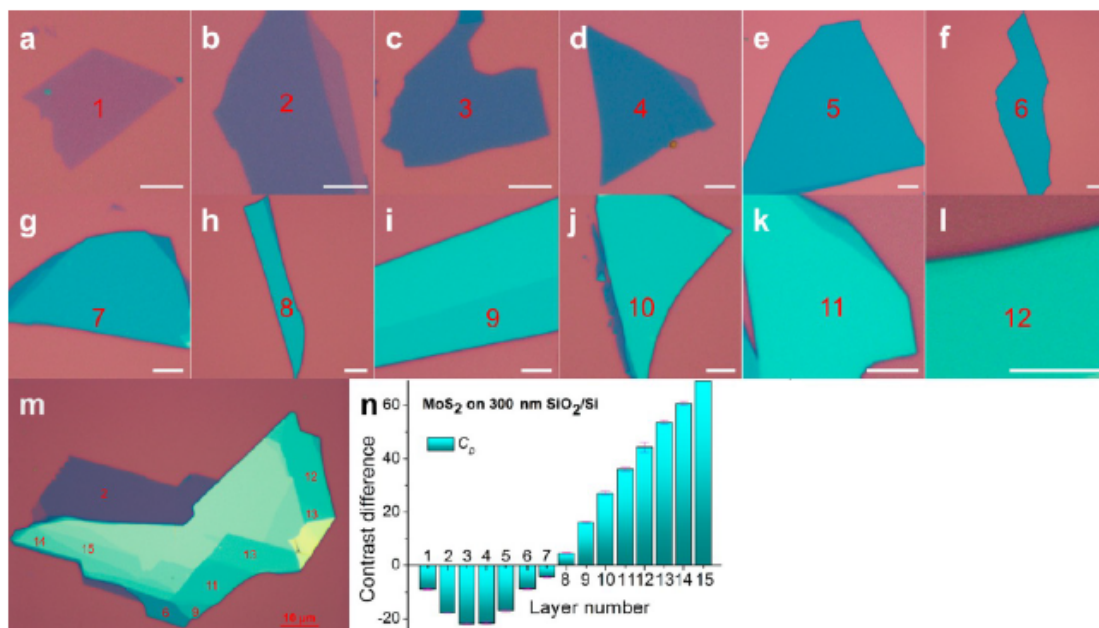 a b c d e f
1 2 3 4 5 6
g h i j k l
7 8 9 10 11 12
m
2
12
13
13
14
15
11
6 9
10 μm
n
MoS2 on 300 nm SiO2/Si
CD
Contrast difference
60
40
20
0
-20
1 2 3 4 5 6 7
8 9 10 11 12 13 14 15
Layer number